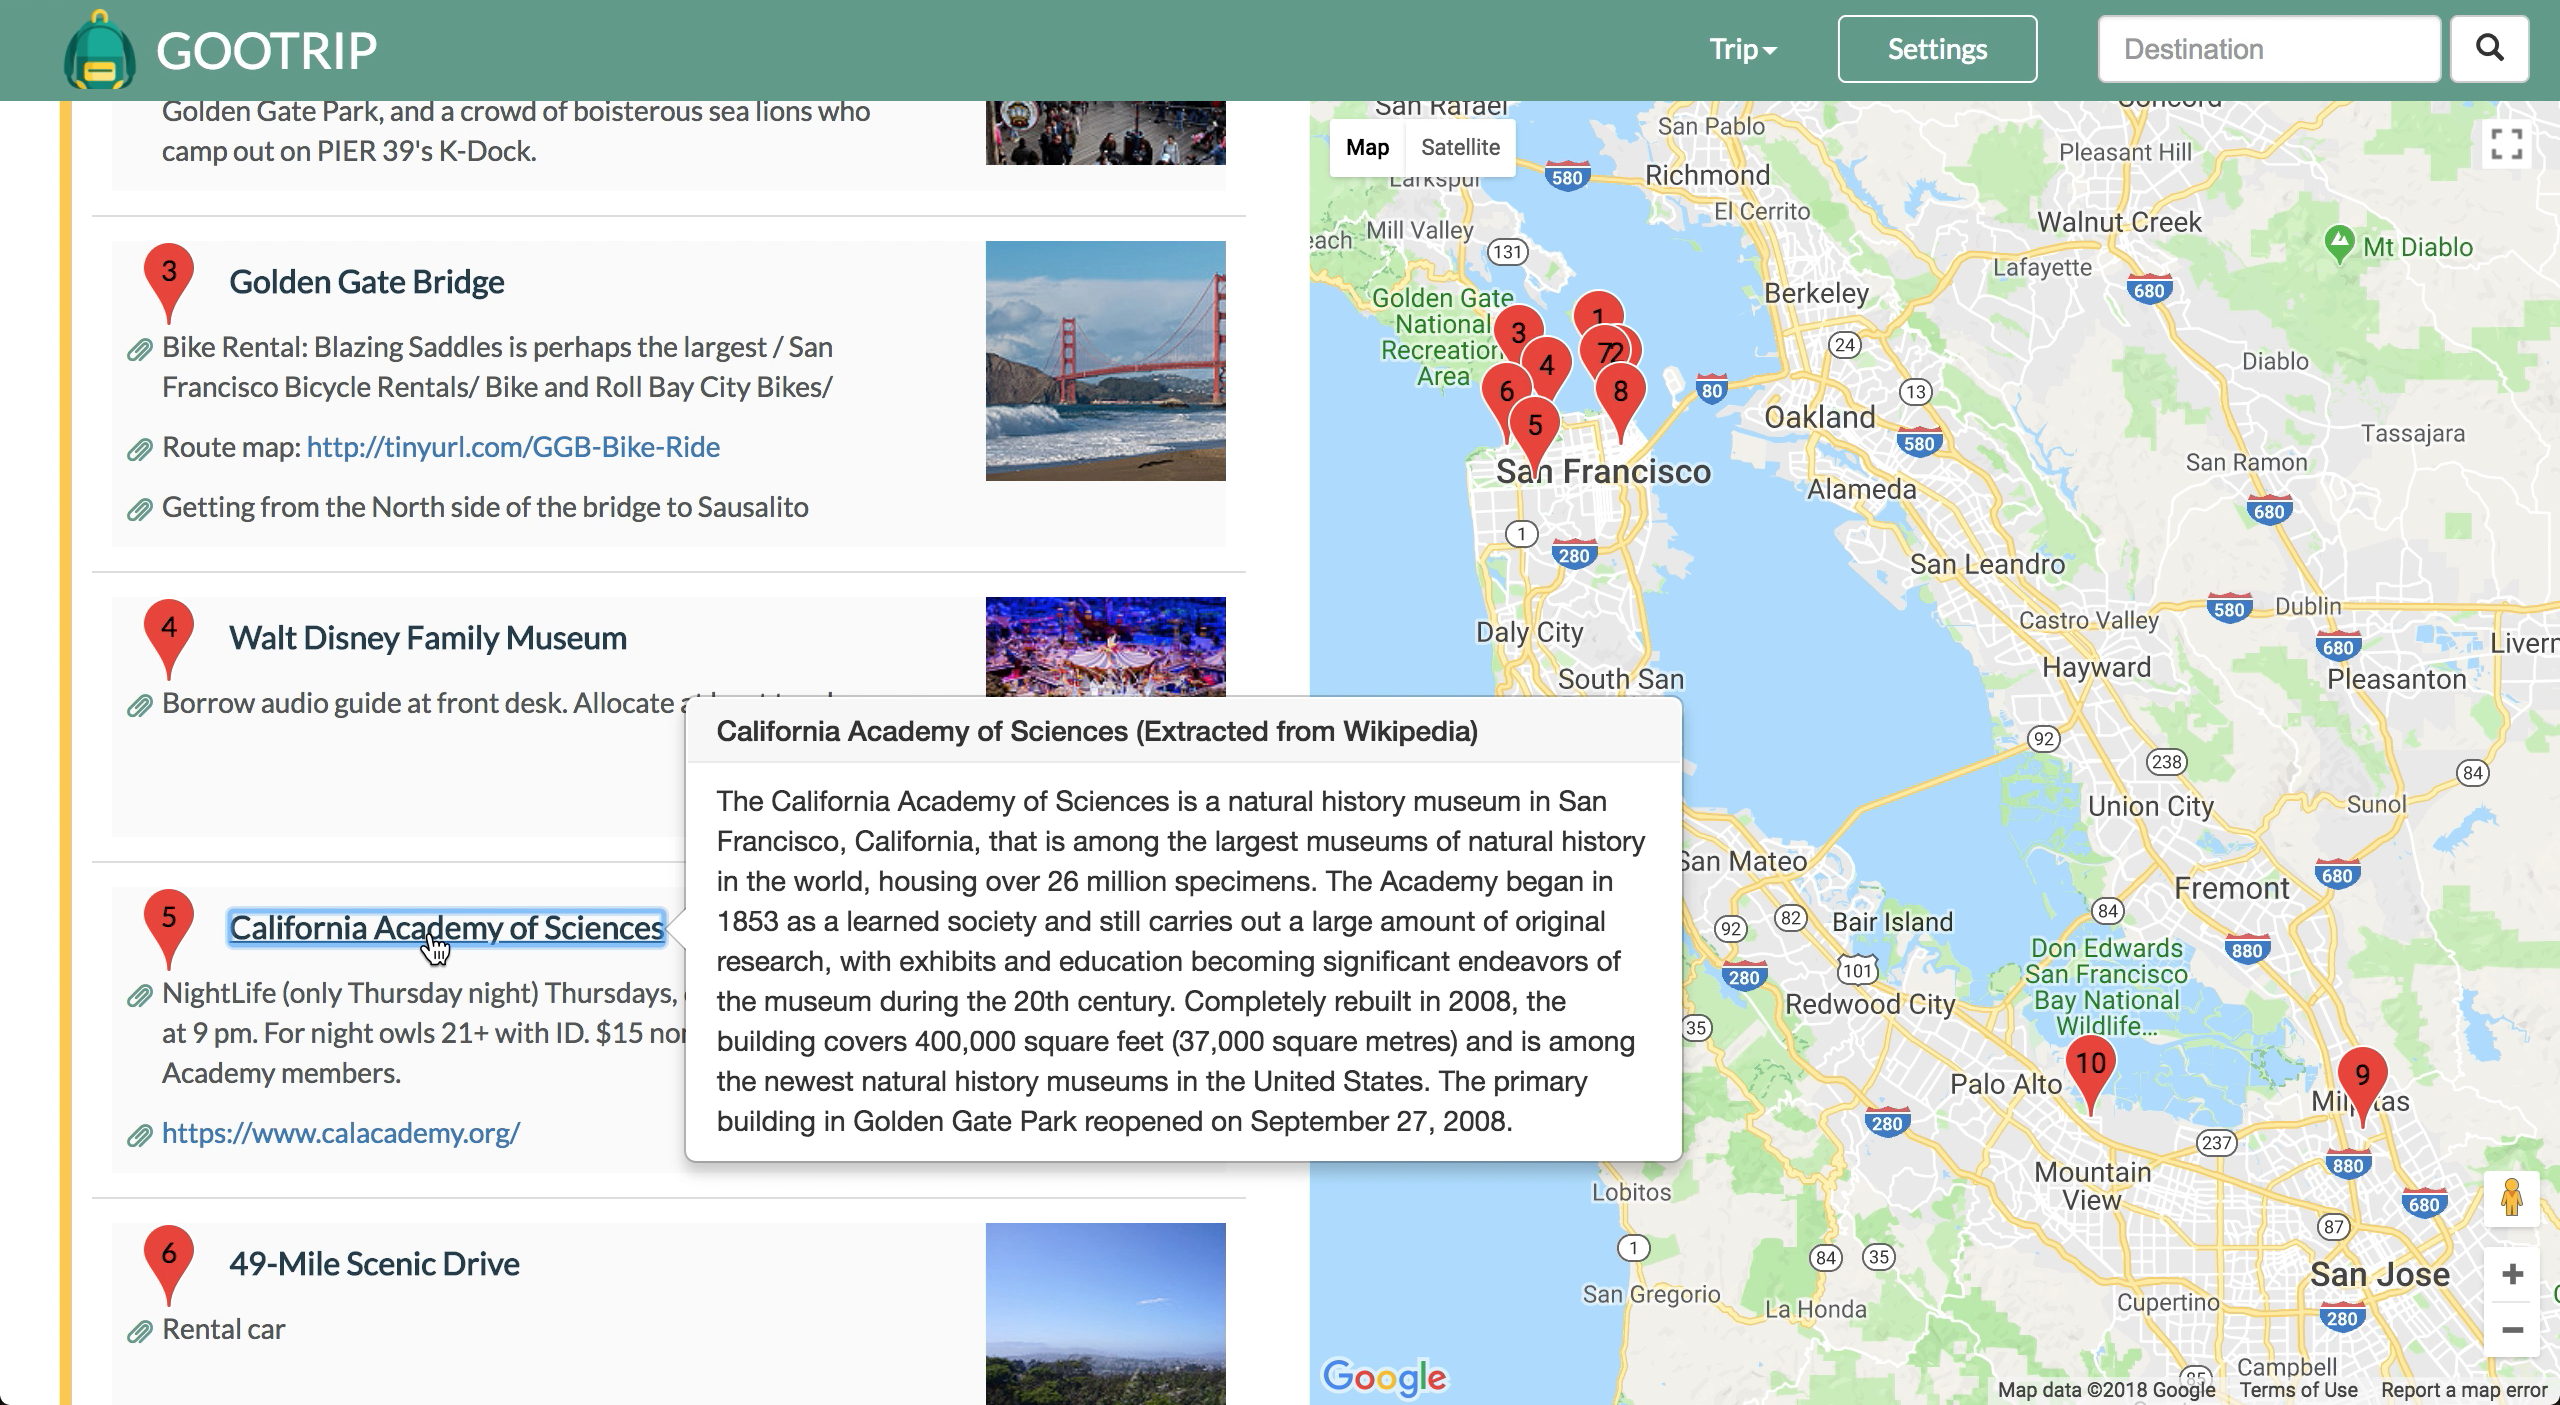 GOOTRIP
Trip
Settings
Destination
Golden Gate Park, and a crowd of boisterous sea lions who
camp out on PIER 39's K-Dock.
3
Golden Gate Bridge
Bike Rental: Blazing Saddles is perhaps the largest / San
Francisco Bicycle Rentals/ Bike and Roll Bay City Bikes/
Route map: http://tinyurl.com/GGB-Bike-Ride
Getting from the North side of the bridge to Sausalito
4
Walt Disney Family Museum
Borrow audio guide at front desk. Allocate
5
California Academy of Sciences
NightLife (only Thursday night) Thursdays,
at 9 pm. For night owls 21+ with ID. $15
Academy members.
https://www.calacademy.org/
6
49-Mile Scenic Drive
Rental car
California Academy of Sciences (Extracted from Wikipedia)
The California Academy of Sciences is a natural history museum in San
Francisco, California, that is among the largest museums of natural history
in the world, housing over 26 million specimens. The Academy began in
1853 as a learned society and still carries out a large amount of original
research, with exhibits and education becoming significant endeavors of
the museum during the 20th century. Completely rebuilt in 2008, the
building covers 400,000 square feet (37,000 square metres) and is among
the newest natural history museums in the United States. The primary
building in Golden Gate Park reopened on September 27, 2008.
San Rafael
Concord
San Pablo
Map
Satellite
Pleasant Hill
Larkspur
580
Richmond
El Cerrito
Walnut Creek
Mill Valley
131
Mt Diablo
Lafayette
680
Berkeley
Golden Gate
National
Recreation
Area
1
3
7
2
4
6
8
5
24
Diablo
80
13
Oakland
580
Tassajara
San Ramon
San Francisco
Alameda
680
1
280
San Leandro
580
Dublin
Castro Valley
Daly City
680
Hayward
South San
Pleasanton
92
238
84
Union City
Sunol
San Mateo
680
Fremont
84
82
92
Bair Island
880
Don Edwards
San Francisco
Bay National
Wildlife...
280
101
Redwood City
35
10
9
Palo Alto
Milpitas
280
237
880
Mountain
View
Lobitos
680
87
1
84
35
San Jose
San Gregorio
La Honda
Cupertino
280
Campbell
85
Google
Map data ©2018 Google
Terms of Use
Report a map error